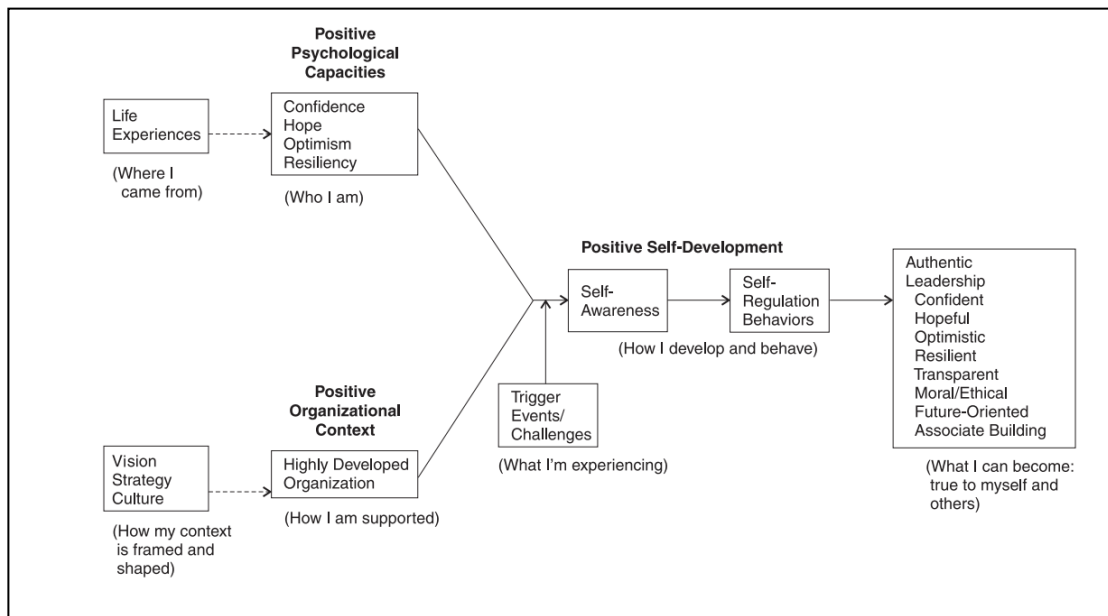 Positive
Psychological
Capacities
Life
Experiences
(Where I
came from)
Confidence
Hope
Optimism
Resiliency
(Who I am)
Positive Self-Development
Self-
Awareness
Self-
Regulation
Behaviors
(How I develop and behave)
Trigger
Events/
Challenges
(What I'm experiencing)
Positive
Organizational
Context
Vision
Strategy
Culture
(How my context
is framed and
shaped)
Highly Developed
Organization
(How I am supported)
Authentic
Leadership
Confident
Hopeful
Optimistic
Resilient
Transparent
Moral/Ethical
Future-Oriented
Associate Building
(What I can become:
true to myself and
others)